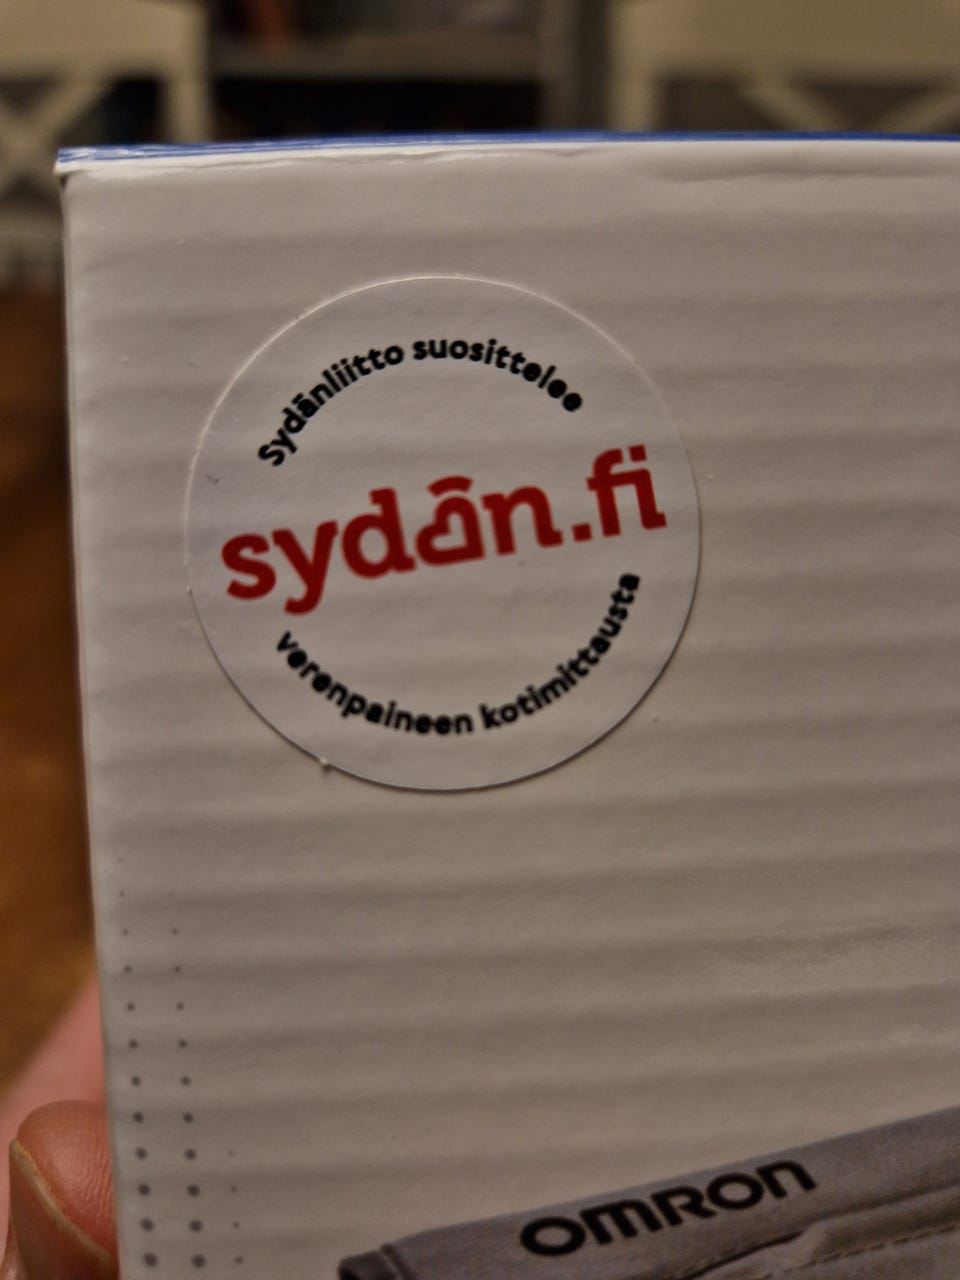 Sydänliitto suosittelee
sydän.fi
verenpaineen kotimittausta
OMRON